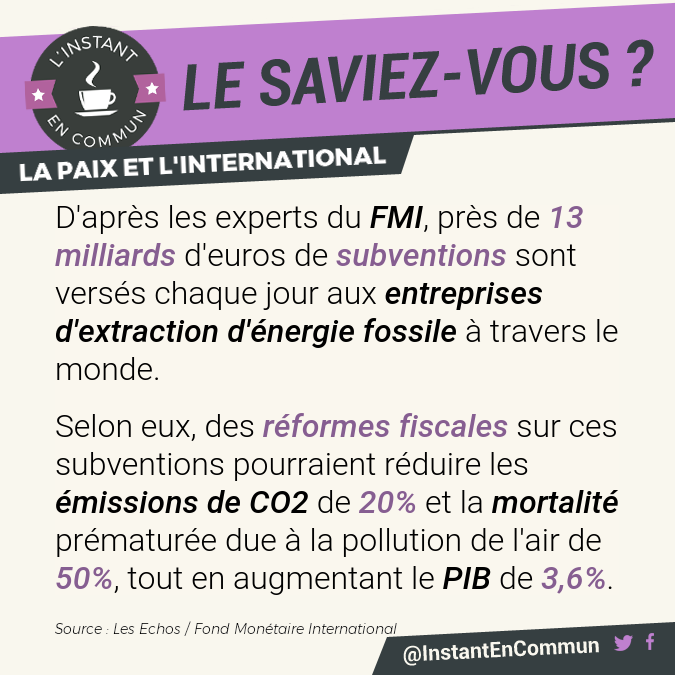 L'INSTANT
EN COMMUN
LE SAVIEZ-VOUS ?
LA PAIX ET L'INTERNATIONAL
D'après les experts du FMI, près de 13
milliards d'euros de subventions sont
versés chaque jour aux entreprises
d'extraction d'énergie fossile à travers le
monde.
Selon eux, des réformes fiscales sur ces
subventions pourraient réduire les
émissions de CO2 de 20% et la mortalité
prématurée due à la pollution de l'air de
50%, tout en augmentant le PIB de 3,6%.
Source : Les Echos / Fond Monétaire International
@InstantEnCommun